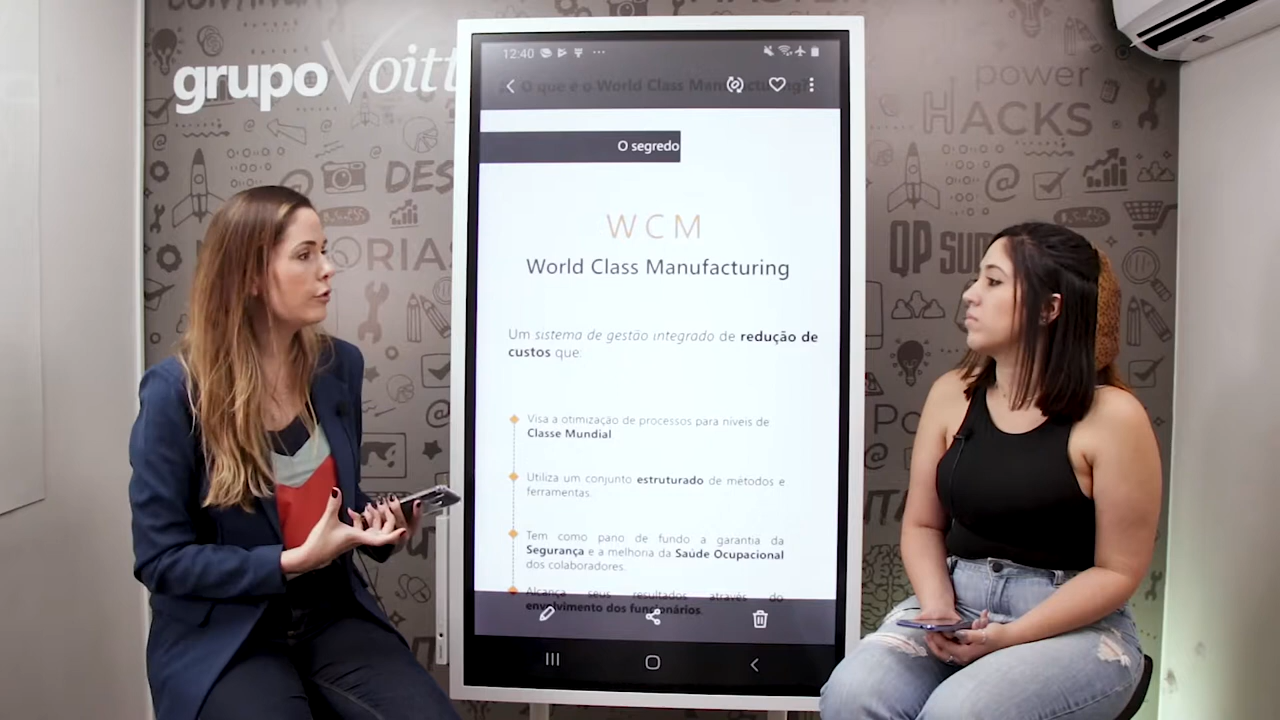 grupoVoitt
12:40
O que é o World Class Manufacturing?
O segredo
WCM
World Class Manufacturing
Um sistema de gestão integrado de redução de
custos que:
Visa a otimização de processos para níveis de
Classe Mundial
Utiliza um conjunto estruturado de métodos e
ferramentas.
Tem como pano de fundo a garantia da
Segurança e a melhoria da Saúde Ocupacional
dos colaboradores.
Alcança seus resultados através do
envolvimento dos funcionários.
DES
ORIAS
power
HACKS
QP SU
Po